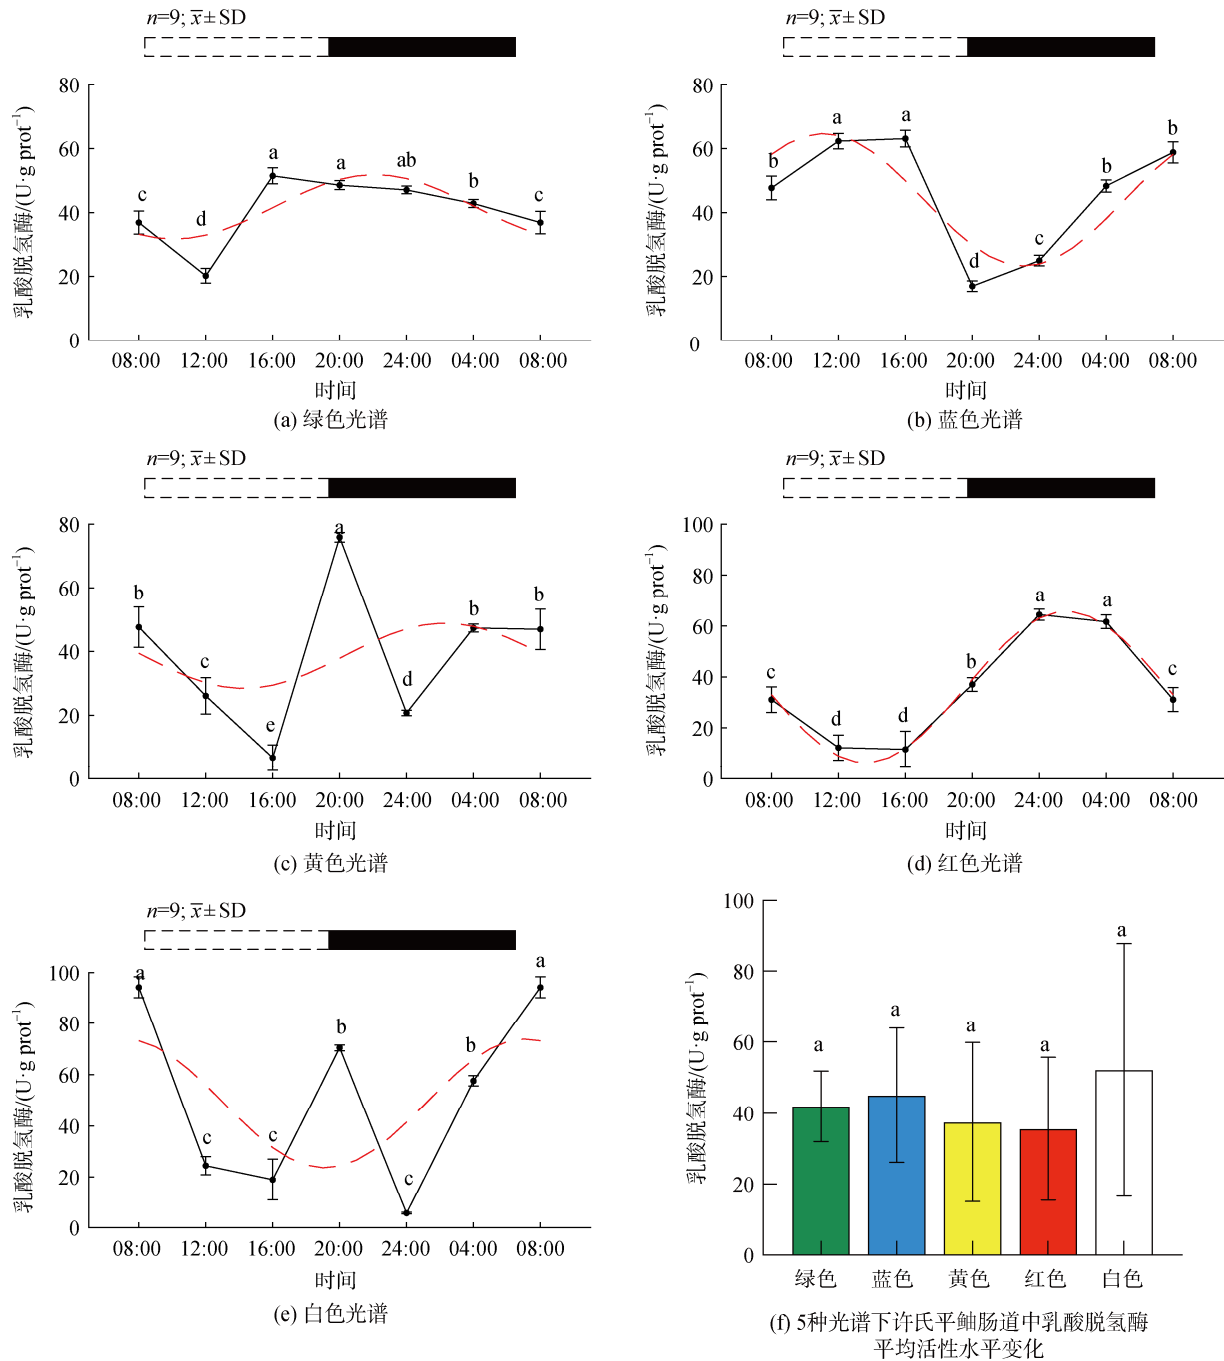 n=9; x̅±SD
乳酸脱氢酶/(U·g prot⁻¹)
80
60
40
20
0
c
d
a
a
ab
b
c
08:00 12:00 16:00 20:00 24:00 04:00 08:00
时间
(a) 绿色光谱
n=9; x̅±SD
乳酸脱氢酶/(U·g prot⁻¹)
80
60
40
20
0
b
a
a
d
c
b
b
08:00 12:00 16:00 20:00 24:00 04:00 08:00
时间
(b) 蓝色光谱
n=9; x̅±SD
乳酸脱氢酶/(U·g prot⁻¹)
80
60
40
20
0
b
c
e
a
d
b
b
08:00 12:00 16:00 20:00 24:00 04:00 08:00
时间
(c) 黄色光谱
n=9; x̅±SD
乳酸脱氢酶/(U·g prot⁻¹)
100
80
60
40
20
0
c
d
d
b
a
a
c
08:00 12:00 16:00 20:00 24:00 04:00 08:00
时间
(d) 红色光谱
n=9; x̅±SD
乳酸脱氢酶/(U·g prot⁻¹)
100
80
60
40
20
0
a
c
c
b
c
b
a
08:00 12:00 16:00 20:00 24:00 04:00 08:00
时间
(e) 白色光谱
乳酸脱氢酶/(U·g prot⁻¹)
100
80
60
40
20
0
a
a
a
a
a
绿色 蓝色 黄色 红色 白色
(f) 5种光谱下许氏平鲉肠道中乳酸脱氢酶
平均活性水平变化